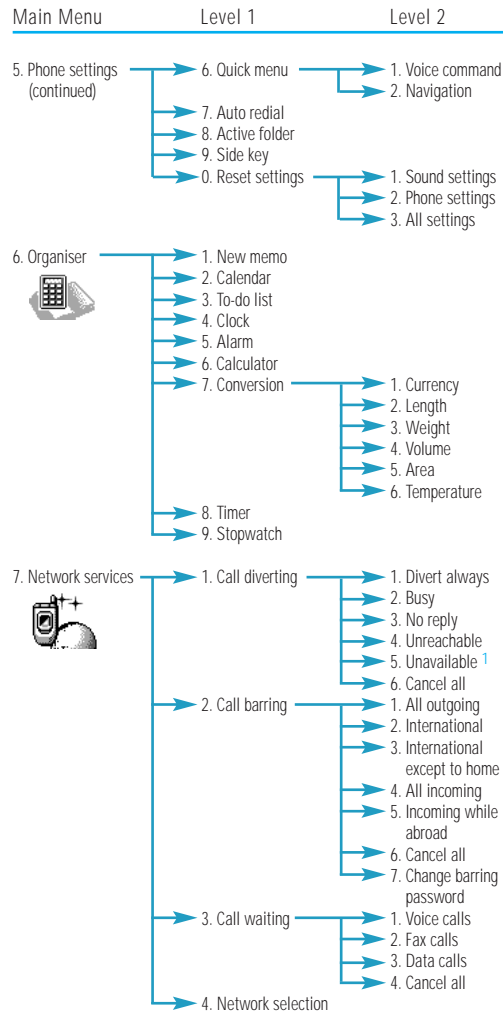 Main Menu Level 1 Level 2
5. Phone settings 6. Quick menu 1. Voice command
(continued) 2. Navigation
7. Auto redial
8. Active folder
9. Side key
0. Reset settings 1. Sound settings
2. Phone settings
3. All settings
6. Organiser 1. New memo
2. Calendar
3. To-do list
4. Clock
5. Alarm
6. Calculator
7. Conversion 1. Currency
2. Length
3. Weight
4. Volume
5. Area
6. Temperature
8. Timer
9. Stopwatch
7. Network services 1. Call diverting 1. Divert always
2. Busy
3. No reply
4. Unreachable
5. Unavailable 1
6. Cancel all
2. Call barring 1. All outgoing
2. International
3. International
except to home
4. All incoming
5. Incoming while
abroad
6. Cancel all
7. Change barring
password
3. Call waiting 1. Voice calls
2. Fax calls
3. Data calls
4. Cancel all
4. Network selection